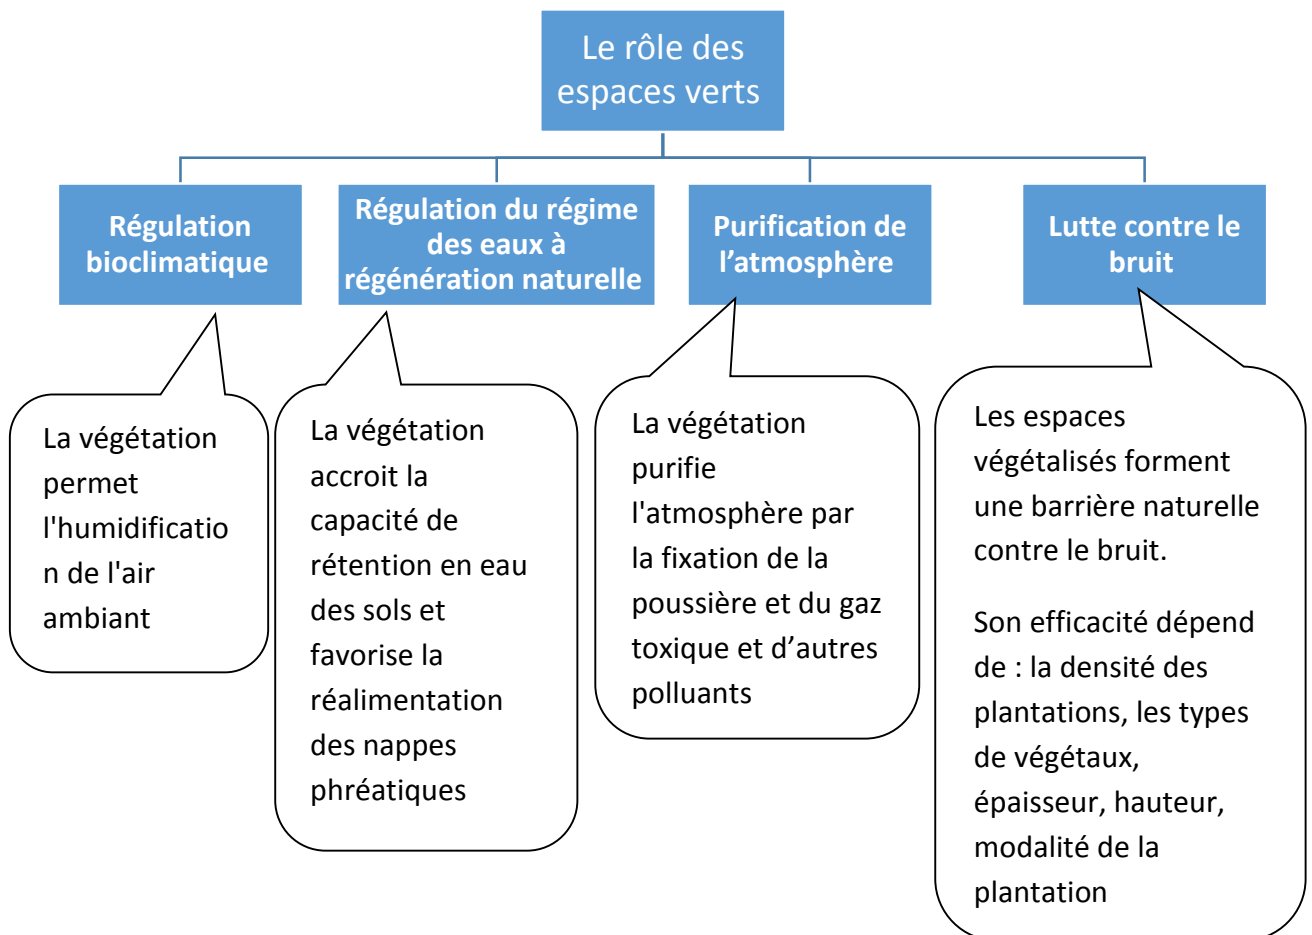 Le rôle des
espaces verts
Régulation
bioclimatique
Régulation du régime
des eaux à
régénération naturelle
Purification de
l’atmosphère
Lutte contre le
bruit
La végétation
permet
l'humidificatio
n de l'air
ambiant
La végétation
accroit la
capacité de
rétention en eau
des sols et
favorise la
réalimentation
des nappes
phréatiques
La végétation
purifie
l'atmosphère par
la fixation de la
poussière et du gaz
toxique et d’autres
polluants
Les espaces
végétalisés forment
une barrière naturelle
contre le bruit.
Son efficacité dépend
de : la densité des
plantations, les types
de végétaux,
épaisseur, hauteur,
modalité de la
plantation